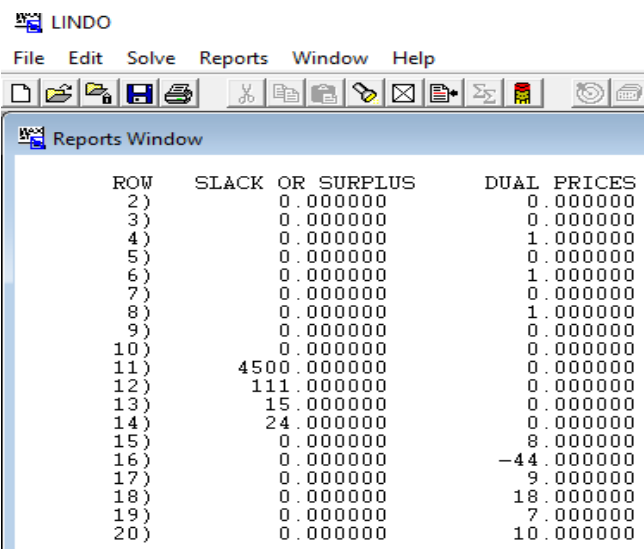 LINDO
File Edit Solve Reports Window Help
Reports Window
ROW SLACK OR SURPLUS DUAL PRICES
2) 0.000000 0.000000
3) 0.000000 0.000000
4) 0.000000 1.000000
5) 0.000000 0.000000
6) 0.000000 1.000000
7) 0.000000 0.000000
8) 0.000000 1.000000
9) 0.000000 0.000000
10) 0.000000 0.000000
11) 4500.000000 0.000000
12) 111.000000 0.000000
13) 15.000000 0.000000
14) 24.000000 0.000000
15) 0.000000 8.000000
16) 0.000000 -44.000000
17) 0.000000 9.000000
18) 0.000000 18.000000
19) 0.000000 7.000000
20) 0.000000 10.000000